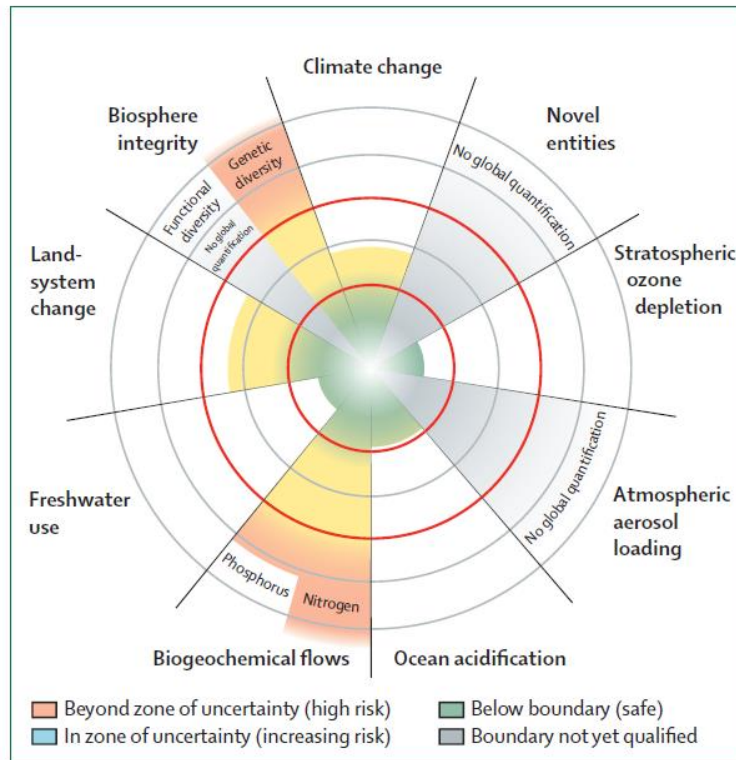 Climate change
Biosphere
integrity
Novel
entities
Genetic
diversity
No global quantification
Functional
diversity
No global
quantification
Land-
system
change
Stratospheric
ozone
depletion
Freshwater
use
No global quantification
Atmospheric
aerosol
loading
Phosphorus
Nitrogen
Biogeochemical flows
Ocean acidification
Beyond zone of uncertainty (high risk)
Below boundary (safe)
In zone of uncertainty (increasing risk)
Boundary not yet qualified